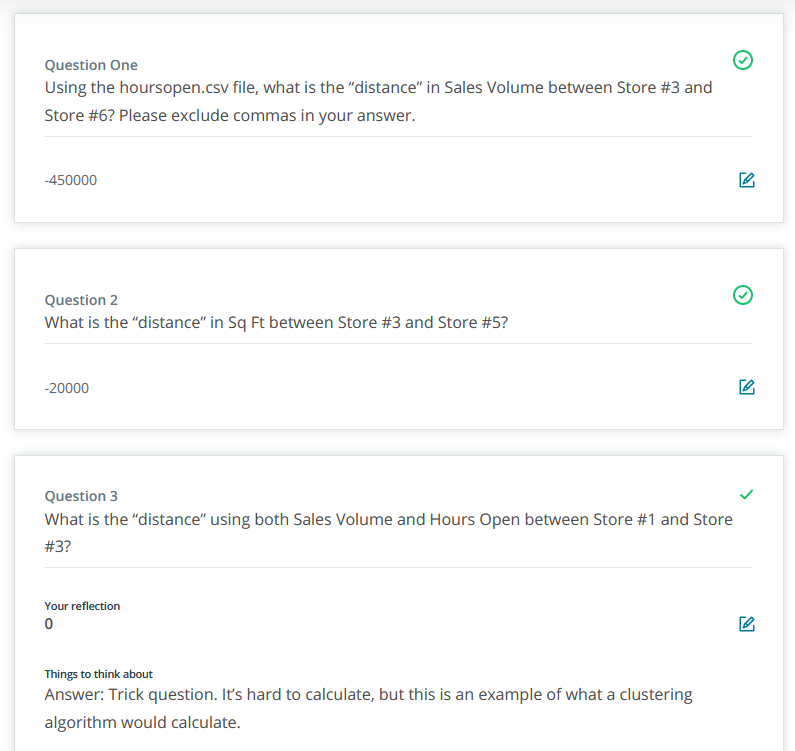 Question One
Using the hoursopen.csv file, what is the “distance” in Sales Volume between Store #3 and
Store #6? Please exclude commas in your answer.
-450000
Question 2
What is the “distance” in Sq Ft between Store #3 and Store #5?
-20000
Question 3
What is the “distance” using both Sales Volume and Hours Open between Store #1 and Store
#3?
Your reflection
0
Things to think about
Answer: Trick question. It’s hard to calculate, but this is an example of what a clustering
algorithm would calculate.